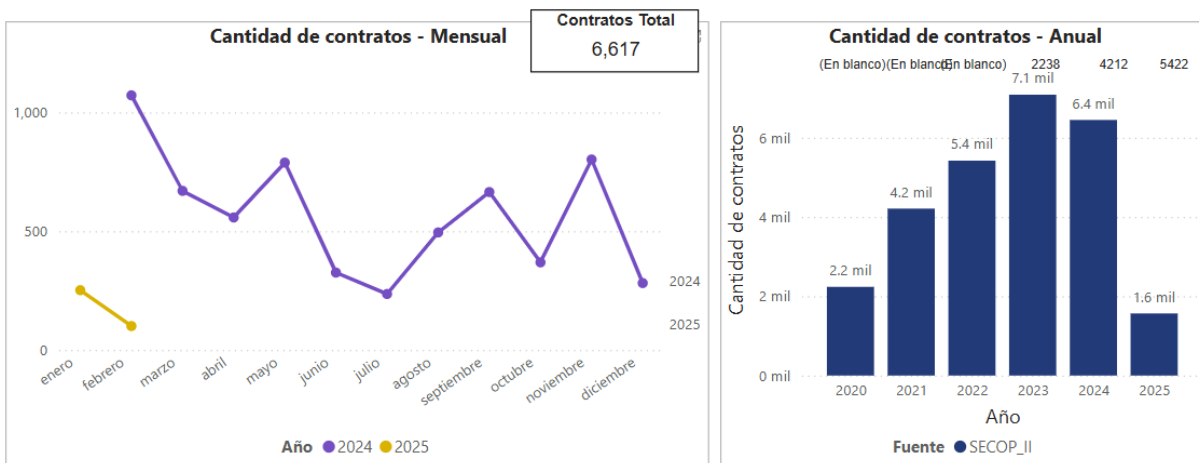 Cantidad de contratos - Mensual
Contratos Total
6,617
1,000
500
0
2024
2025
enero
febrero
marzo
abril
mayo
junio
julio
agosto
septiembre
octubre
noviembre
diciembre
Año 2024 2025
Cantidad de contratos - Anual
(En blanco) (En blanco) (En blanco) 2238 4212 5422
7.1 mil
6.4 mil
5.4 mil
4.2 mil
2.2 mil
1.6 mil
Cantidad de contratos
6 mil
4 mil
2 mil
0 mil
2020 2021 2022 2023 2024 2025
Año
Fuente SECOP_II